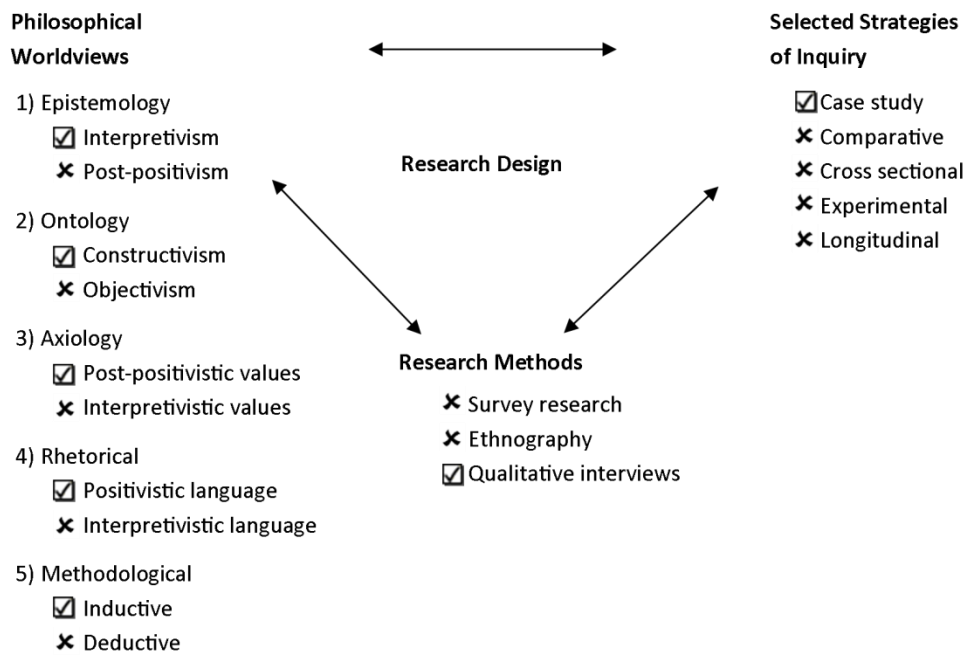 Philosophical
Worldviews
1) Epistemology
☑ Interpretivism
✘ Post-positivism
2) Ontology
☑ Constructivism
✘ Objectivism
3) Axiology
☑ Post-positivistic values
✘ Interpretivistic values
4) Rhetorical
☑ Positivistic language
✘ Interpretivistic language
5) Methodological
☑ Inductive
✘ Deductive
Research Design
Research Methods
✘ Survey research
✘ Ethnography
☑ Qualitative interviews
Selected Strategies
of Inquiry
☑ Case study
✘ Comparative
✘ Cross sectional
✘ Experimental
✘ Longitudinal